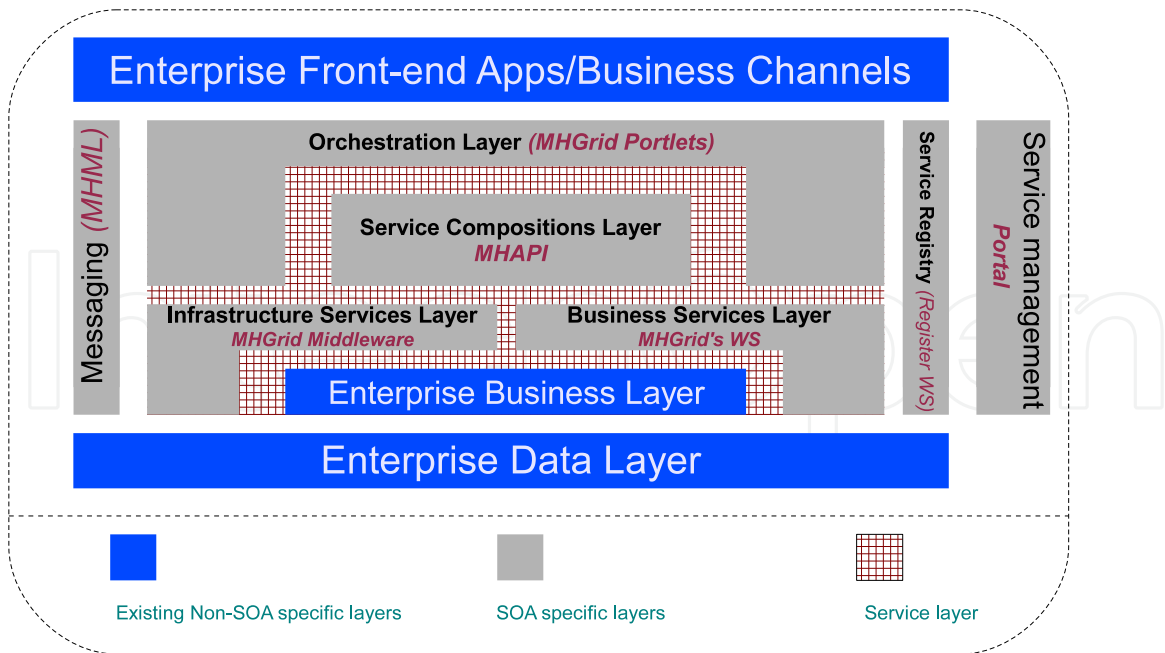 Enterprise Front-end Apps/Business Channels
Messaging (MHML)
Orchestration Layer (MHGrid Portlets)
Service Compositions Layer
MHAPI
Infrastructure Services Layer
MHGrid Middleware
Business Services Layer
MHGrid's WS
Enterprise Business Layer
Service Registry (Register WS)
Service management
Portal
Enterprise Data Layer
Existing Non-SOA specific layers
SOA specific layers
Service layer